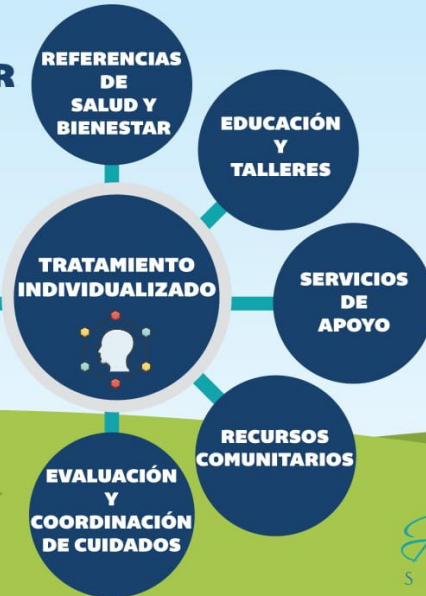 R
REFERENCIAS
DE
SALUD Y
BIENESTAR
EDUCACIÓN
Y
TALLERES
TRATAMIENTO
INDIVIDUALIZADO
SERVICIOS
DE
APOYO
RECURSOS
COMUNITARIOS
EVALUACIÓN
Y
COORDINACIÓN
DE CUIDADOS
S